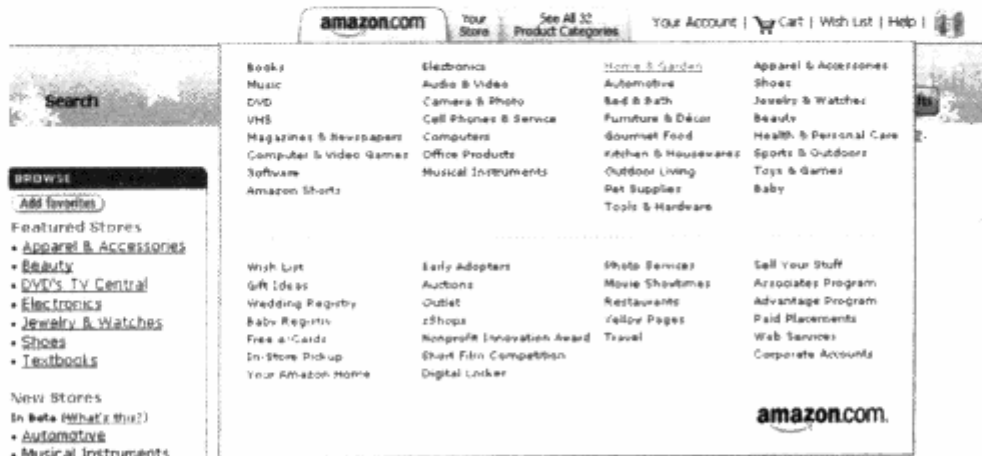 amazon.com
Your Store
See All 32 Product Categories
Your Account | Cart | Wish List | Help |
Search
BROWSE
Add favorites
Featured Stores
• Apparel & Accessories
• Beauty
• DVD's TV Central
• Electronics
• Jewelry & Watches
• Shoes
• Textbooks
New Stores
In Beta (What's this?)
• Automotive
• Musical Instruments
Books
Music
DVD
VHS
Magazines & Newspapers
Computer & Video Games
Software
Amazon Shorts
Electronics
Audio & Video
Camera & Photo
Cell Phones & Service
Computers
Office Products
Musical Instruments
Home & Garden
Automotive
Bed & Bath
Furniture & Décor
Gourmet Food
Kitchen & Housewares
Outdoor Living
Pet Supplies
Tools & Hardware
Apparel & Accessories
Shoes
Jewelry & Watches
Beauty
Health & Personal Care
Sports & Outdoors
Toys & Games
Baby
Wish List
Gift Ideas
Wedding Registry
Baby Registry
Free e-Cards
In-Store Pickup
Your Amazon Home
Early Adopters
Auctions
Outlet
zShops
Nonprofit Innovation Award
Short Film Competition
Digital Locker
Photo Services
Movie Showtimes
Restaurants
Yellow Pages
Travel
Sell Your Stuff
Associates Program
Advantage Program
Paid Placements
Web Services
Corporate Accounts
amazon.com.